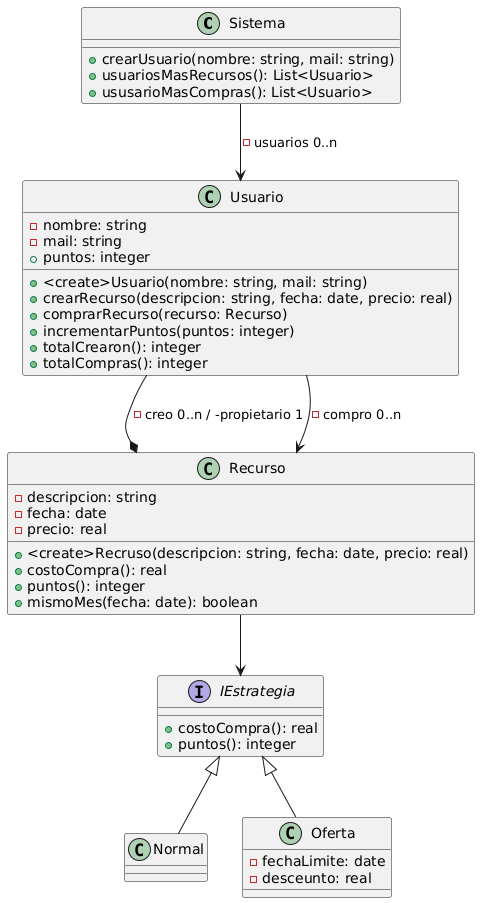 C Sistema
crearUsuario(nombre: string, mail: string)
usuariosMasRecursos(): List<Usuario>
ususarioMasCompras(): List<Usuario>
usuarios 0..n
C Usuario
nombre: string
mail: string
puntos: integer
<create>Usuario(nombre: string, mail: string)
crearRecurso(descripcion: string, fecha: date, precio: real)
comprarRecurso(recurso: Recurso)
incrementarPuntos(puntos: integer)
totalCrearon(): integer
totalCompras(): integer
creo 0..n / -propietario 1
compro 0..n
C Recurso
descripcion: string
fecha: date
precio: real
<create>Recruso(descripcion: string, fecha: date, precio: real)
costoCompra(): real
puntos(): integer
mismoMes(fecha: date): boolean
I IEstrategia
costoCompra(): real
puntos(): integer
C Normal
C Oferta
fechaLimite: date
desceunto: real